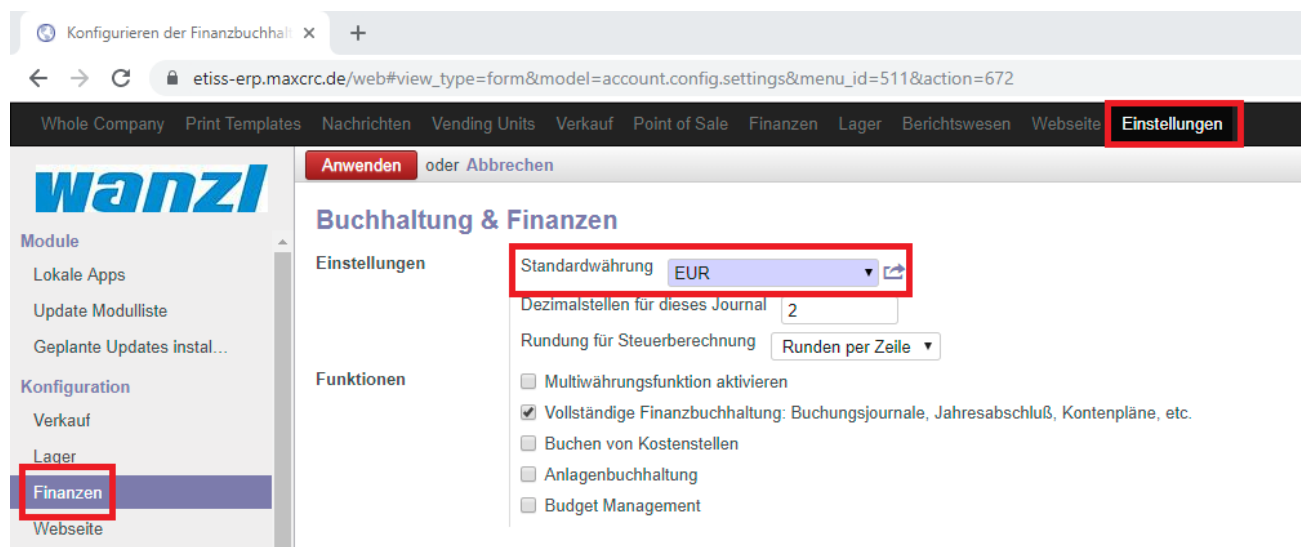 Konfigurieren der Finanzbuchhalt
etiss-erp.maxcrc.de/web#view_type=form&model=account.config.settings&menu_id=511&action=672
Whole Company Print Templates Nachrichten Vending Units Verkauf Point of Sale Finanzen Lager Berichtswesen Webseite Einstellungen
wanzl
Anwenden oder Abbrechen
Module
Lokale Apps
Update Modulliste
Geplante Updates instal...
Konfiguration
Verkauf
Lager
Finanzen
Webseite
Buchhaltung & Finanzen
Einstellungen
Standardwährung EUR
Dezimalstellen für dieses Journal 2
Rundung für Steuerberechnung Runden per Zeile
Funktionen
Multiwährungsfunktion aktivieren
Vollständige Finanzbuchhaltung: Buchungsjournale, Jahresabschluß, Kontenpläne, etc.
Buchen von Kostenstellen
Anlagenbuchhaltung
Budget Management